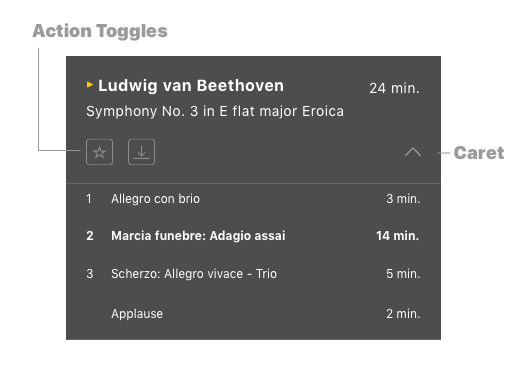 Action Toggles
Ludwig van Beethoven 24 min.
Symphony No. 3 in E flat major Eroica
Caret
1 Allegro con brio 3 min.
2 Marcia funebre: Adagio assai 14 min.
3 Scherzo: Allegro vivace - Trio 5 min.
Applause 2 min.